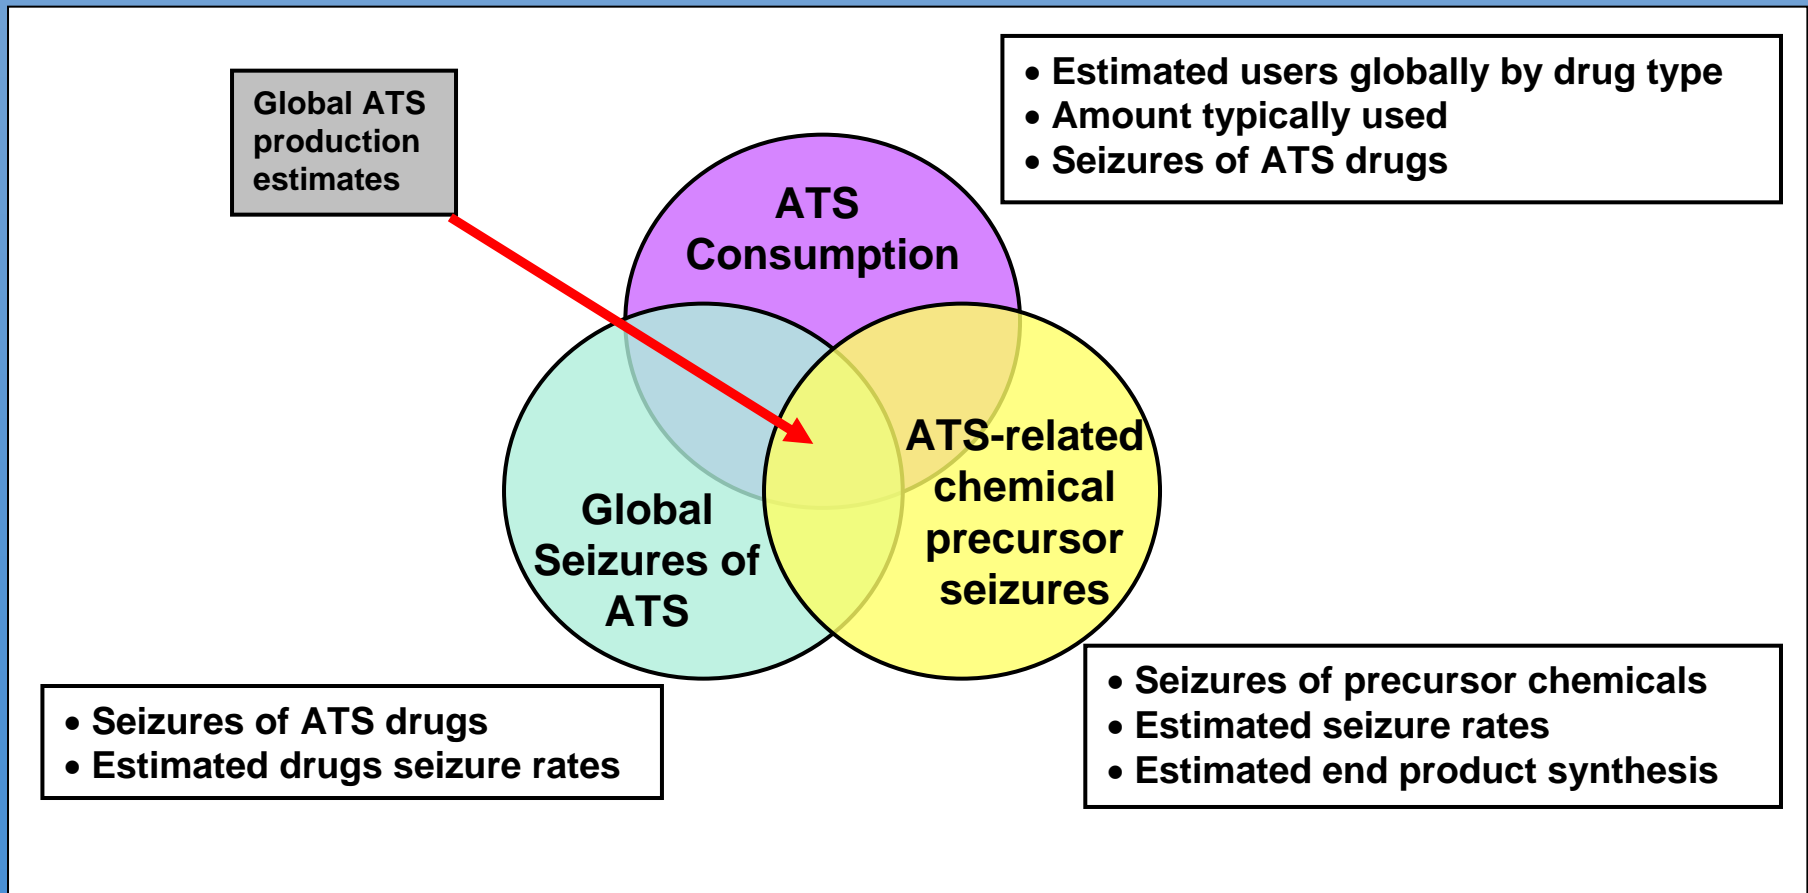 Global ATS
production
estimates
• Estimated users globally by drug type
• Amount typically used
• Seizures of ATS drugs
ATS
Consumption
ATS-related
chemical
precursor
seizures
Global
Seizures of
ATS
• Seizures of ATS drugs
• Estimated drugs seizure rates
• Seizures of precursor chemicals
• Estimated seizure rates
• Estimated end product synthesis